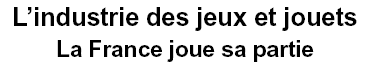 L’industrie des jeux et jouets
La France joue sa partie